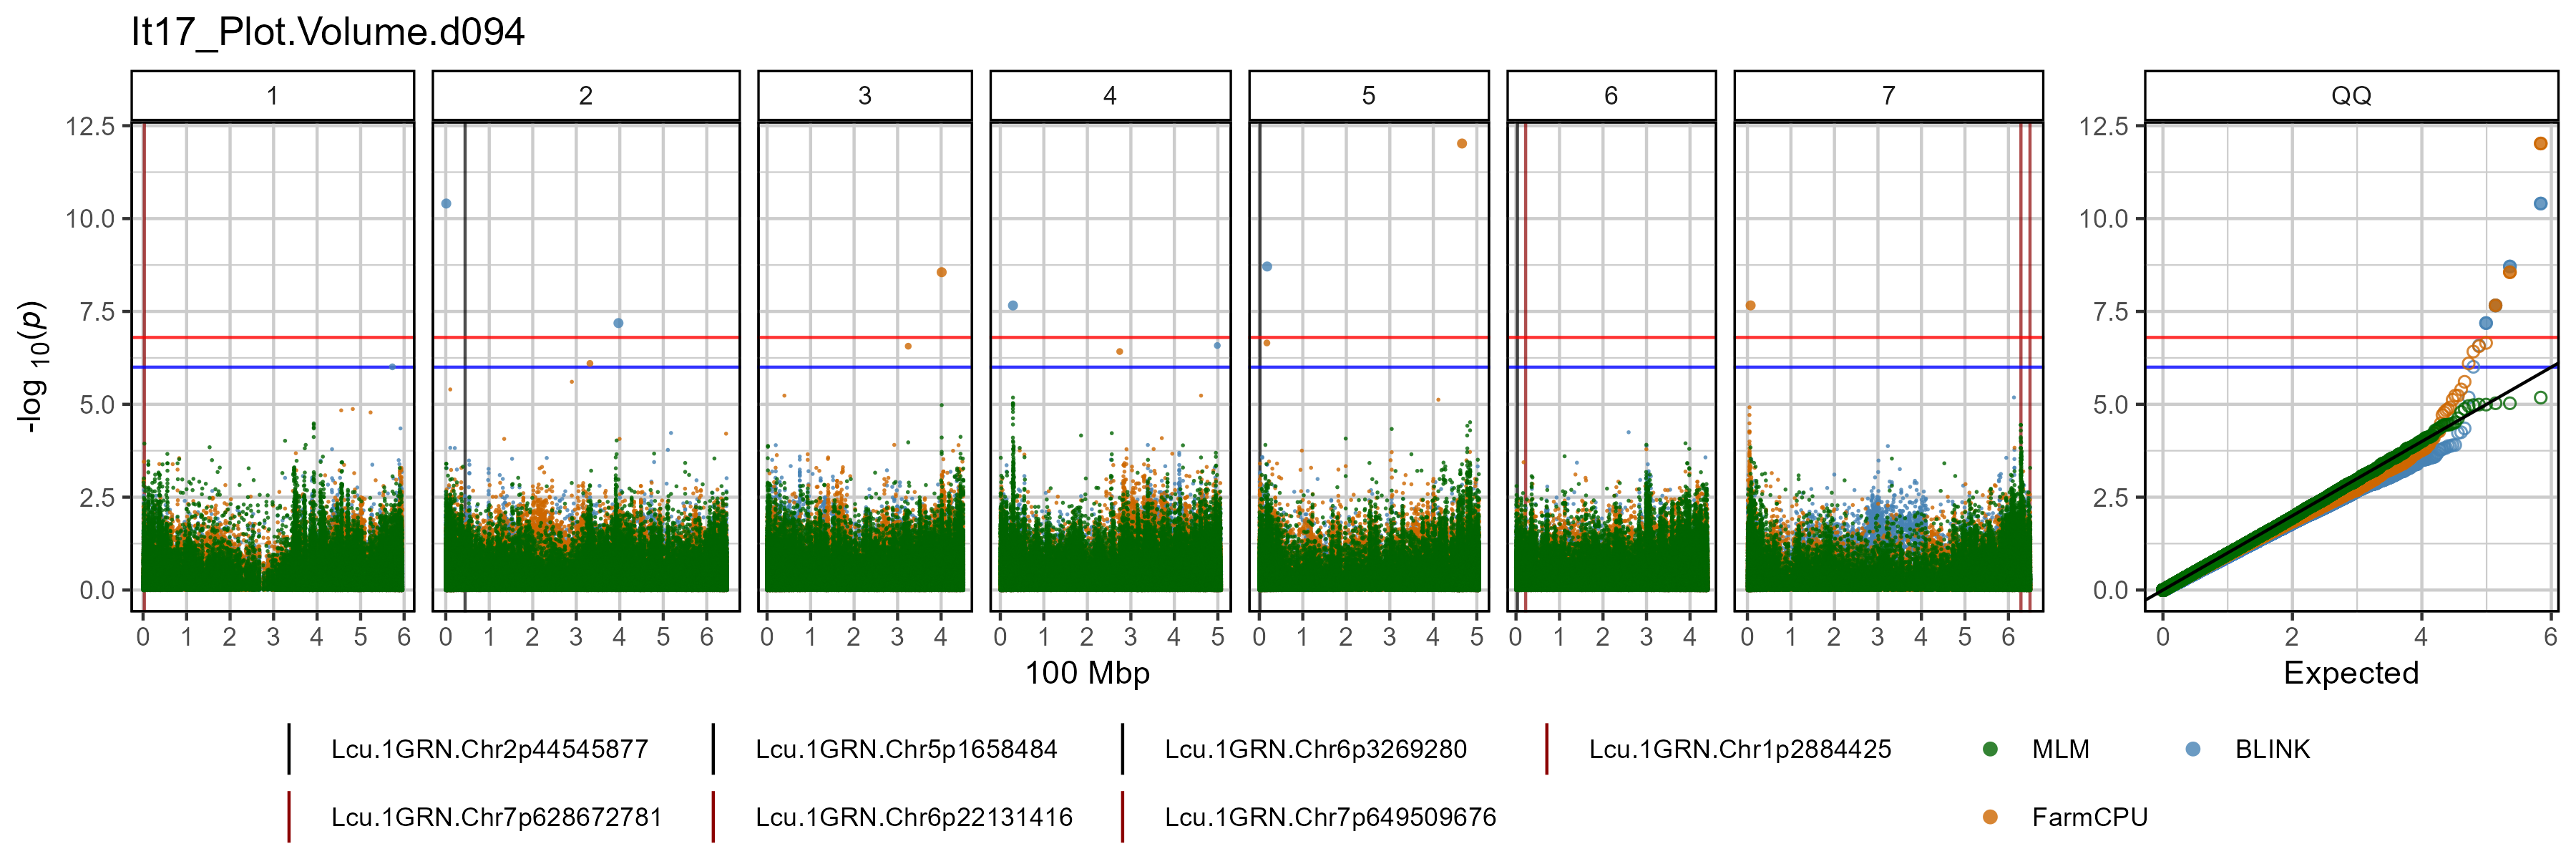 It17_Plot.Volume.d094
1 2 3 4 5 6 7 QQ
12.5 10.0 7.5 5.0 2.5 0.0
-log 10(p)
12.5 10.0 7.5 5.0 2.5 0.0
0 1 2 3 4 5 6 0 1 2 3 4 5 6 0 1 2 3 4 0 1 2 3 4 5 0 1 2 3 4 5 0 1 2 3 4 0 1 2 3 4 5 6 0 2 4 6
100 Mbp Expected
Lcu.1GRN.Chr2p44545877 Lcu.1GRN.Chr5p1658484 Lcu.1GRN.Chr6p3269280 Lcu.1GRN.Chr1p2884425 MLM BLINK
Lcu.1GRN.Chr7p628672781 Lcu.1GRN.Chr6p22131416 Lcu.1GRN.Chr7p649509676 FarmCPU